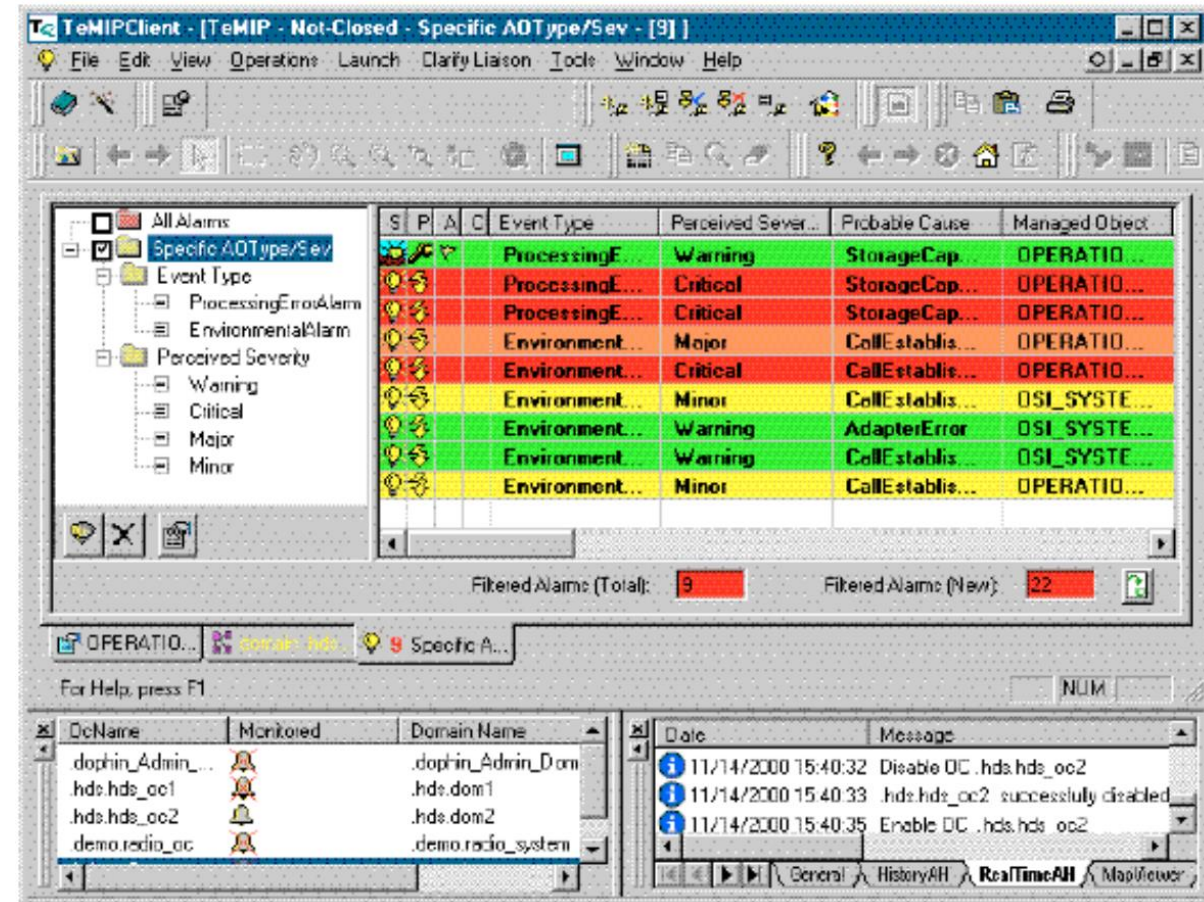 TeMIPClient - [TeMIP - Not-Closed - Specific AOType/Sev - [9] ]
File Edit View Operations Launch Clarify Liaison Tools Window Help
All Alarms
Specific AOType/Sev
Event Type
ProcessingErrorAlarm
EnvironmentalAlarm
Perceived Severity
Warning
Critical
Major
Minor
S P A C Event Type Perceived Sever... Probable Cause Managed Object
ProcessingE... Warning StorageCap... OPERATIO...
ProcessingE... Critical StorageCap... OPERATIO...
ProcessingE... Critical StorageCap... OPERATIO...
Environment... Major CallEstablis... OPERATIO...
Environment... Critical CallEstablis... OPERATIO...
Environment... Minor CallEstablis... OSI_SYSTE...
Environment... Warning AdapterError OSI_SYSTE...
Environment... Warning CallEstablis... OSI_SYSTE...
Environment... Minor CallEstablis... OPERATIO...
Filtered Alarms (Total): 9 Filtered Alarms (New): 22
OPERATIO... domain .hds... 9 Specific A...
For Help, press F1 NUM
OcName Monitored Domain Name
.dophin_Admin_... .dophin_Admin_Dom
.hds.hds_oc1 .hds.dom1
.hds.hds_oc2 .hds.dom2
.demo.radio_oc .demo.radio_system
Date Message
11/14/2000 15:40:32 Disable OC .hds.hds_oc2
11/14/2000 15:40:33 .hds.hds_oc2 successfully disabled
11/14/2000 15:40:35 Enable OC .hds.hds_oc2
General HistoryAH RealTimeAH MapViewer